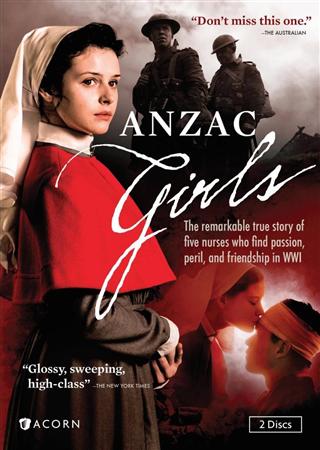 "Don't miss this one."
–THE AUSTRALIAN
ANZAC
Girls
The remarkable true story of
five nurses who find passion,
peril, and friendship in WWI
"Glossy, sweeping,
high-class" –THE NEW YORK TIMES
ACORN
2 Discs